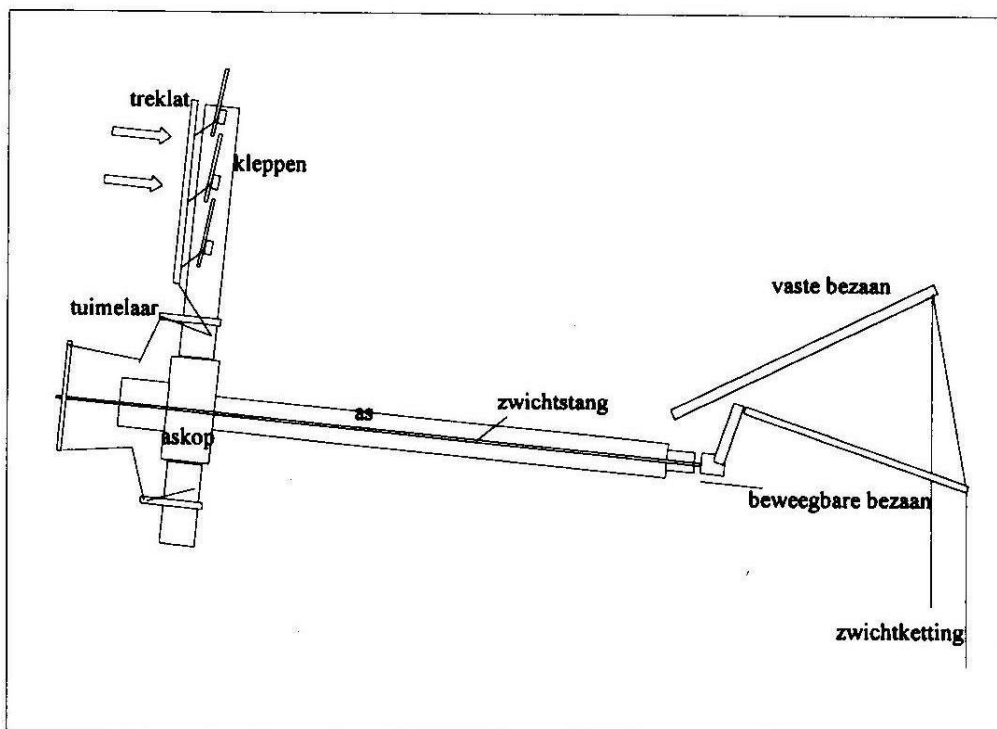 treklat
kleppen
tuimelaar
vaste bezaan
as
zwichtstang
askop
beweegbare bezaan
zwichtketting